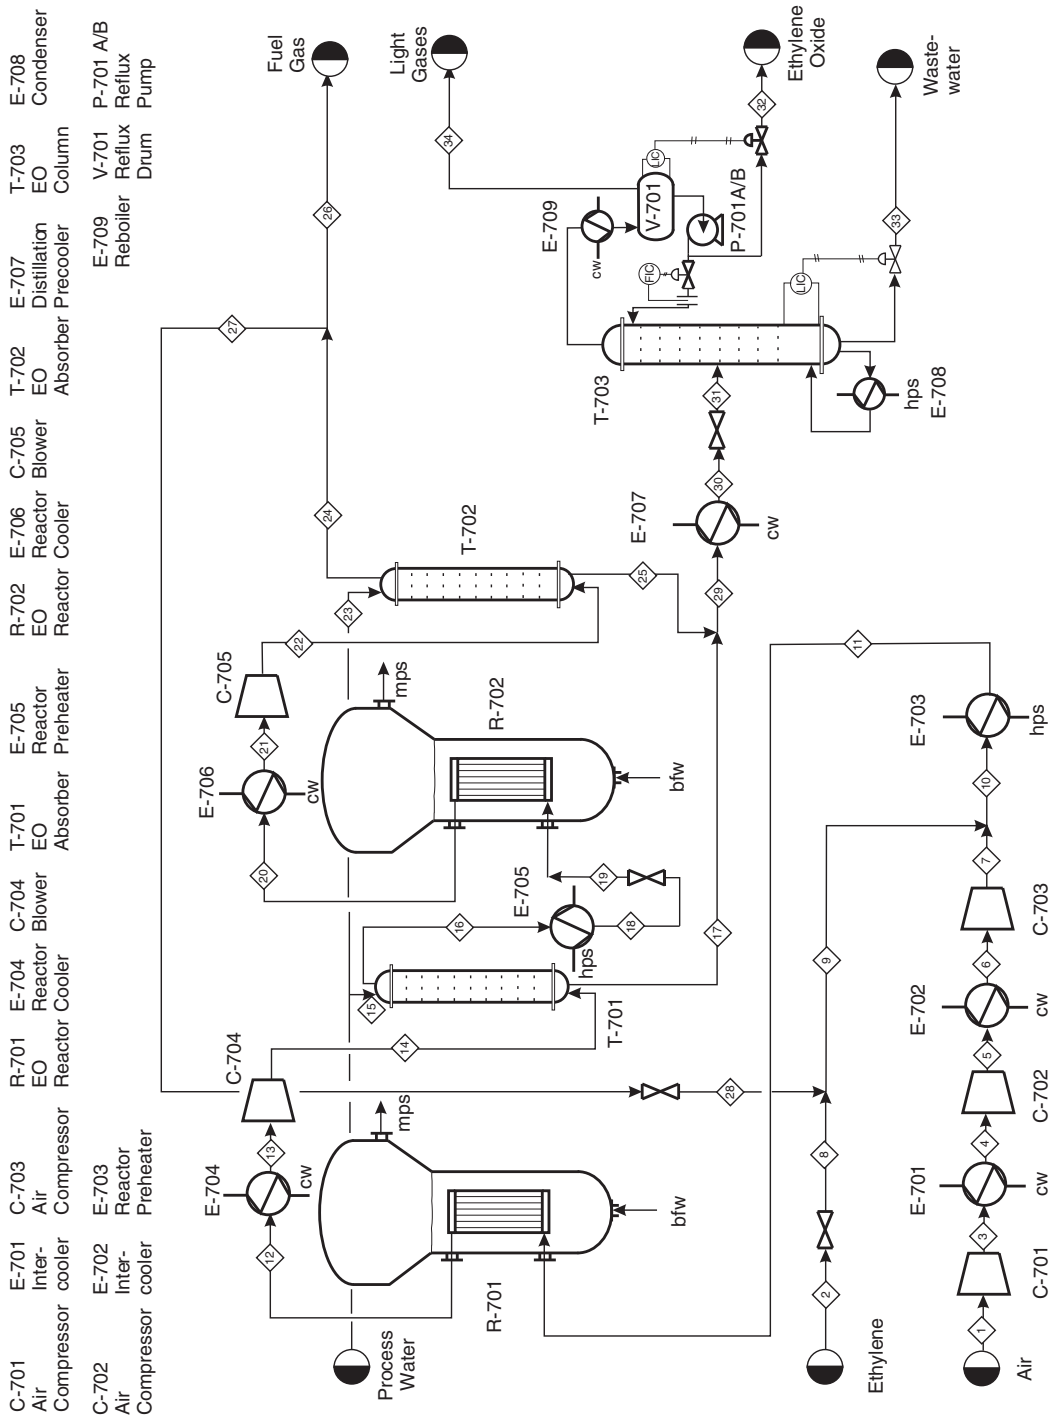 C-701
Air
Compressor
E-701
Inter-
cooler
C-703
Air
Compressor
R-701
EO
Reactor
E-704
Reactor
Cooler
C-704
Blower
T-701
EO
Absorber
E-705
Reactor
Preheater
R-702
EO
Reactor
E-706
Reactor
Cooler
C-705
Blower
T-702
EO
Absorber
E-707
Distillation
Precooler
T-703
EO
Column
E-708
Condenser
C-702
Air
Compressor
E-702
Inter-
cooler
E-703
Reactor
Preheater
E-709
Reboiler
V-701
Reflux
Drum
P-701 A/B
Reflux
Pump
Fuel
Gas
26
27
24
Light
Gases
34
Ethylene
Oxide
32
Waste-
water
33
E-709
cw
V-701
LIC
P-701A/B
FIC
LIC
T-703
hps
E-708
31
30
E-707
cw
29
T-702
25
23
22
C-705
21
E-706
cw
20
mps
R-702
bfw
E-705
hps
19
18
16
17
15
T-701
14
C-704
13
E-704
cw
12
mps
R-701
bfw
28
Process
Water
11
E-703
hps
10
9
7
C-703
6
E-702
cw
5
C-702
4
E-701
cw
3
C-701
8
2
Ethylene
1
Air